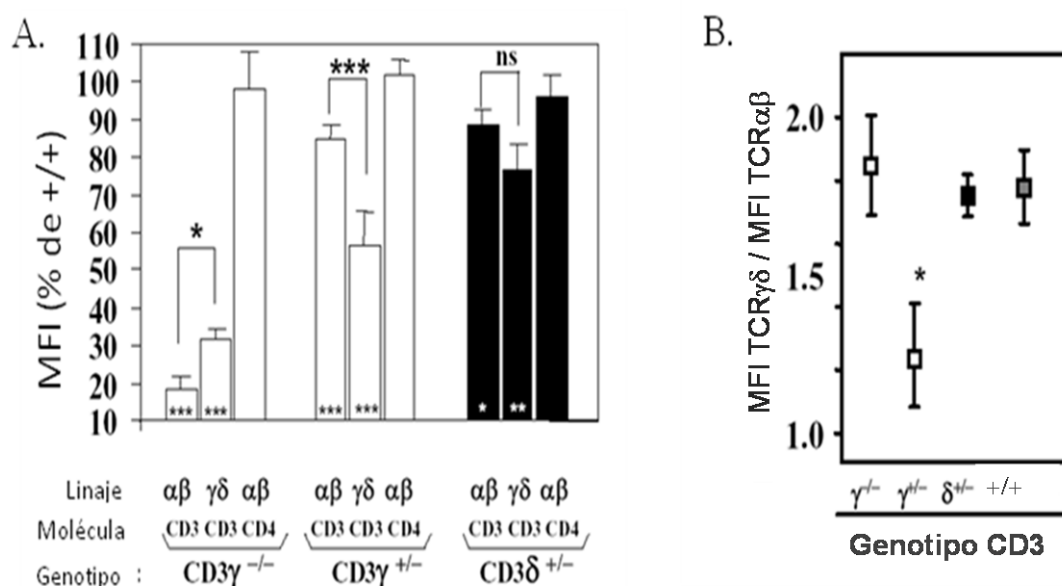 A.
MFI (% de +/+)
110
100
90
80
70
60
50
40
30
20
10
*
***
ns
*** ***
*** ***
* **
Linaje αβ γδ αβ αβ γδ αβ αβ γδ αβ
Molécula CD3 CD3 CD4 CD3 CD3 CD4 CD3 CD3 CD4
Genotipo : CD3γ −/− CD3γ +/− CD3δ +/−
B.
MFI TCRγδ / MFI TCRαβ
2.0
1.5
1.0
*
γ−/− γ+/− δ+/− +/+
Genotipo CD3